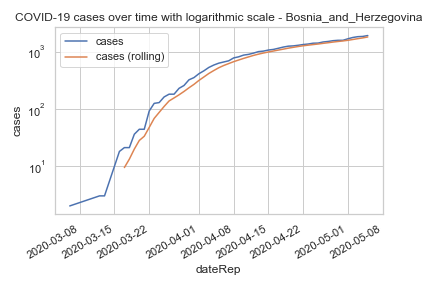 COVID-19 cases over time with logarithmic scale - Bosnia_and_Herzegovina
cases
cases (rolling)
10³
10²
10¹
cases
2020-03-08
2020-03-15
2020-03-22
2020-04-01
2020-04-08
2020-04-15
2020-04-22
2020-05-01
2020-05-08
dateRep